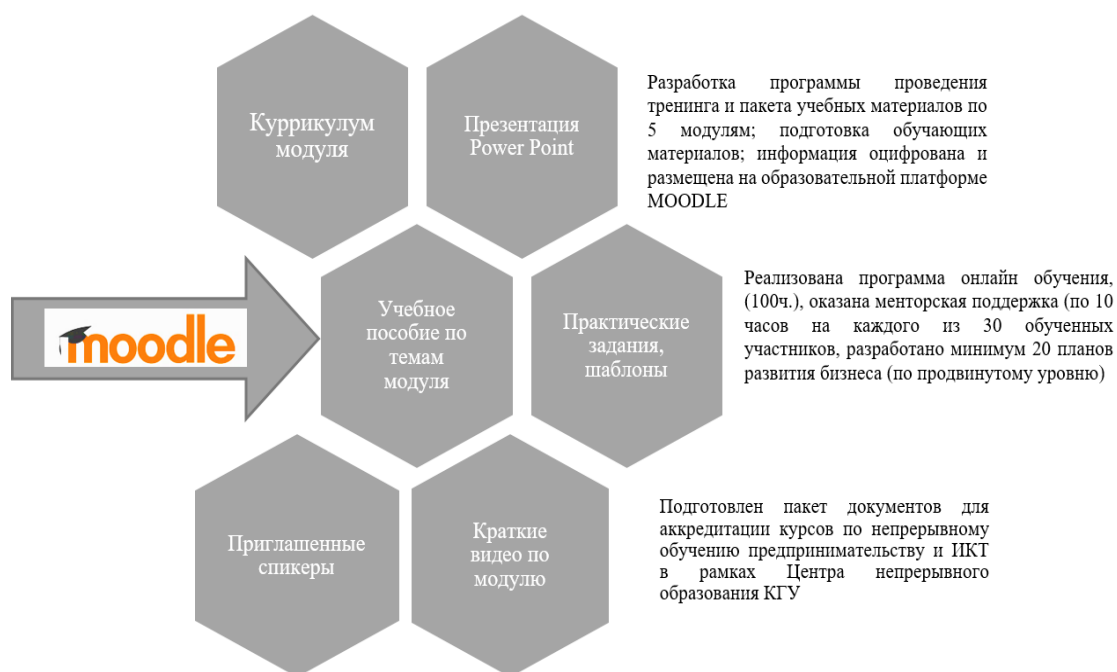 Куррикулум
модуля
Презентация
Power Point
Разработка программы проведения
тренинга и пакета учебных материалов по
5 модулям; подготовка обучающих
материалов; информация оцифрована и
размещена на образовательной платформе
MOODLE
moodle
Учебное
пособие по
темам
модуля
Практические
задания,
шаблоны
Реализована программа онлайн обучения,
(100ч.), оказана менторская поддержка (по 10
часов на каждого из 30 обученных
участников, разработано минимум 20 планов
развития бизнеса (по продвинутому уровню)
Приглашенные
спикеры
Краткие
видео по
модулю
Подготовлен пакет документов для
аккредитации курсов по непрерывному
обучению предпринимательству и ИКТ
в рамках Центра непрерывного
образования КГУ